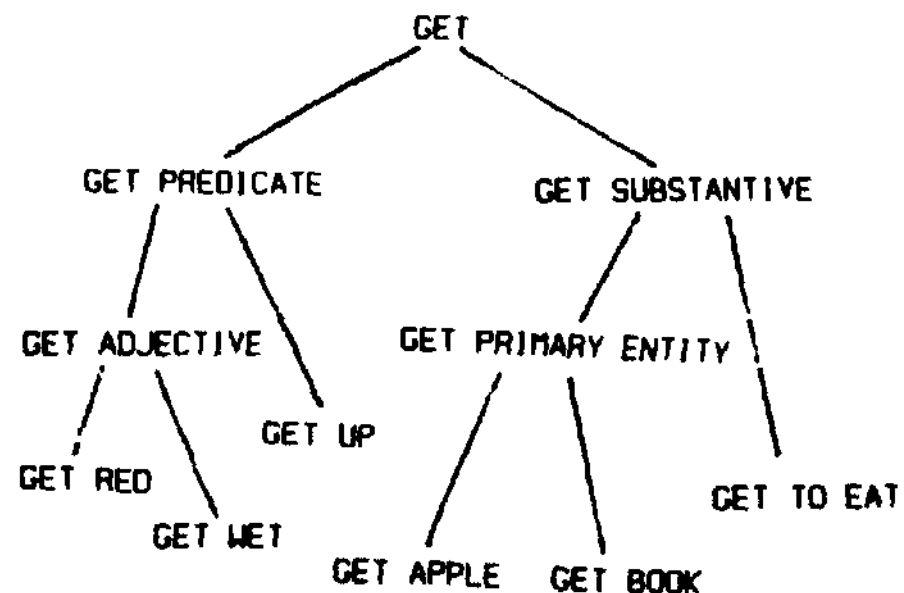 GET
GET PREDICATE
GET SUBSTANTIVE
GET ADJECTIVE
GET PRIMARY ENTITY
GET UP
GET RED
GET TO EAT
GET WET
GET APPLE
GET BOOK